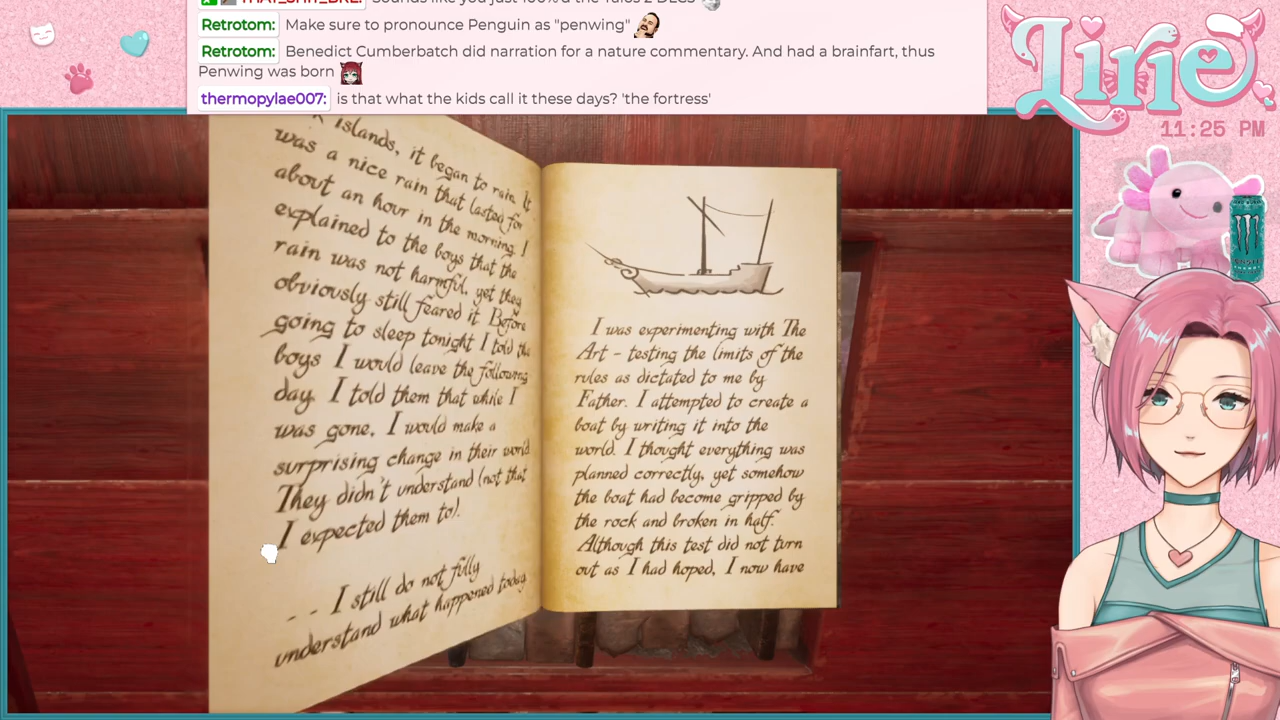 Sounds like you just 100%'d the Talos 2 DLCs
Retrotom: Make sure to pronounce Penguin as "penwing"
Retrotom: Benedict Cumberbatch did narration for a nature commentary. And had a brainfart, thus
Penwing was born
thermopylae007: is that what the kids call it these days? 'the fortress'
Lirie
11:25 PM
islands, it began to rain. It
was a nice rain that lasted for
about an hour in the morning. I
explained to the boys that the
rain was not harmful, yet they
obviously still feared it. Before
going to sleep tonight I told the
boys I would leave the following
day. I told them that while I
was gone, I would make a
surprising change in their world.
They didn't understand (not that
I expected them to).
- - I still do not fully
understand what happened today.
I was experimenting with The
Art - testing the limits of the
rules as dictated to me by
Father. I attempted to create a
boat by writing it into the
world. I thought everything was
planned correctly, yet somehow
the boat had become gripped by
the rock and broken in half.
Although this test did not turn
out as I had hoped, I now have